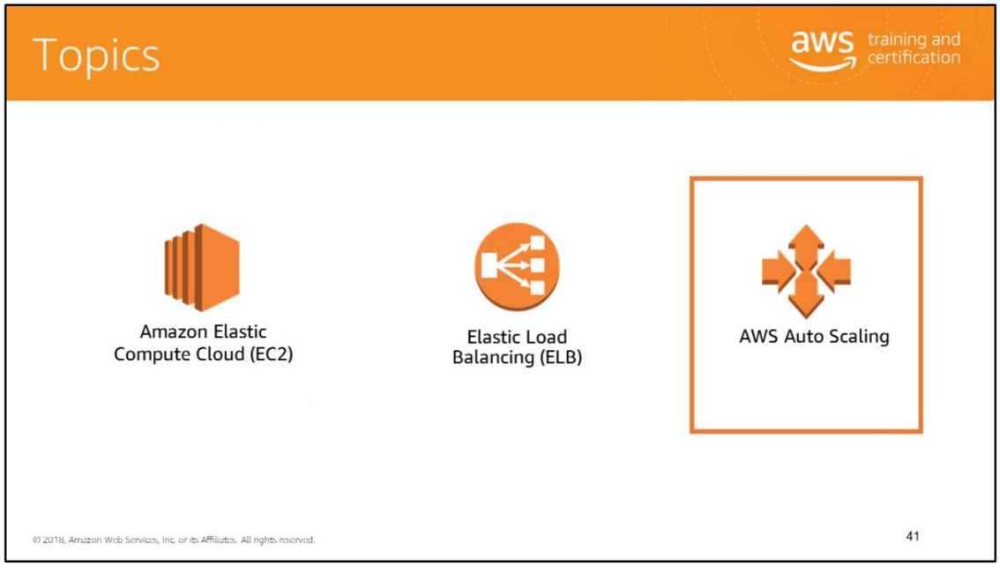 Topics
aws training and
certification
Amazon Elastic
Compute Cloud (EC2)
Elastic Load
Balancing (ELB)
AWS Auto Scaling
© 2018, Amazon Web Services, Inc. or its Affiliates. All rights reserved.
41